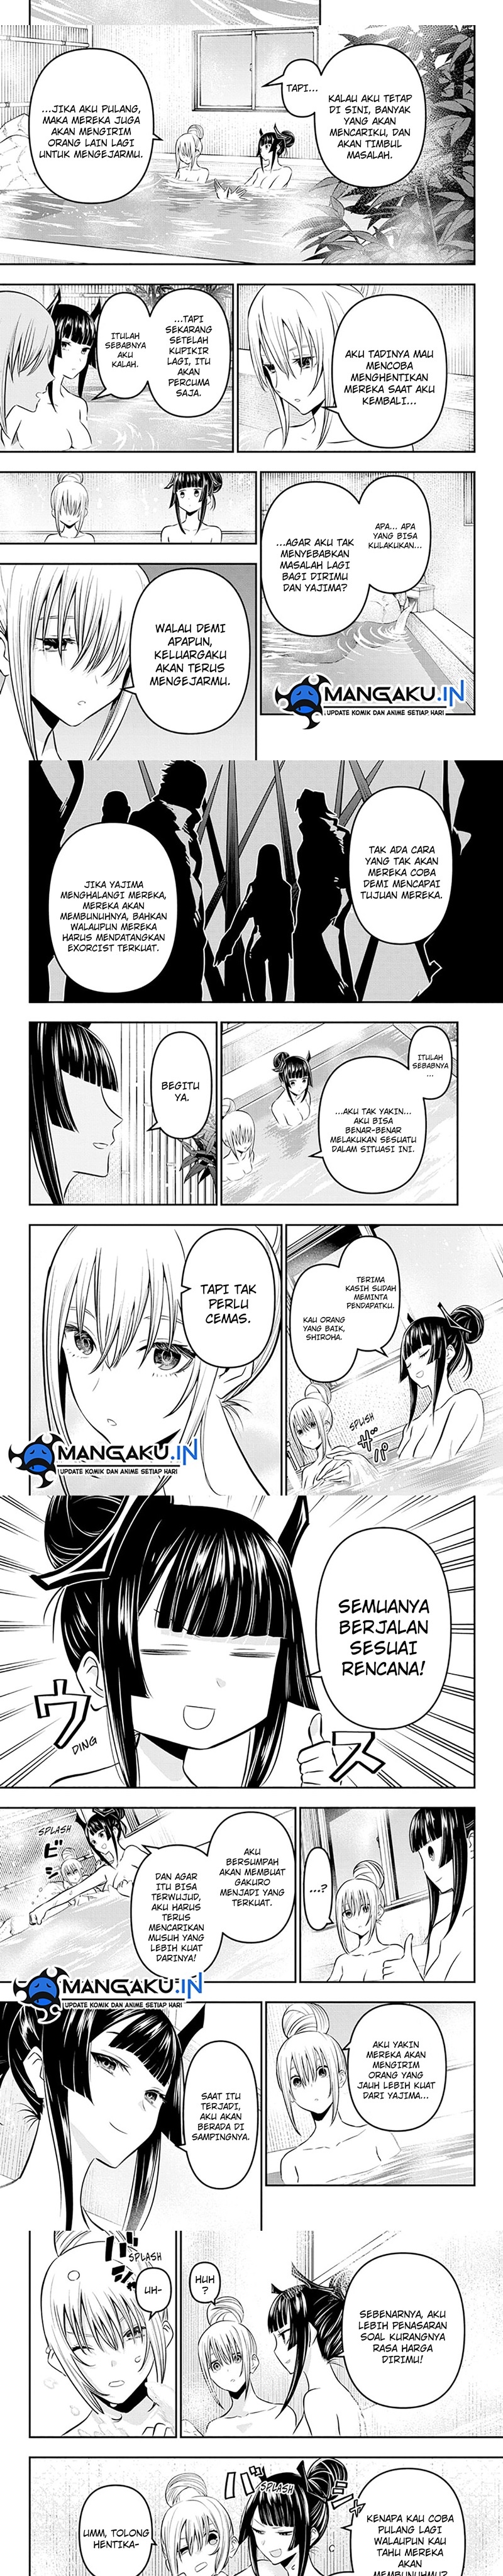 TAPI...
KALAU AKU TETAP
DI SINI, BANYAK
YANG AKAN
MENCARIKU, DAN
AKAN TIMBUL
MASALAH.
...JIKA AKU PULANG,
MAKA MEREKA JUGA
AKAN MENGIRIM
ORANG LAIN LAGI
UNTUK MENGEJARMU.
AKU TADINYA MAU
MENCOBA
MENGHENTIKAN
MEREKA SAAT AKU
KEMBALI...
...TAPI
SEKARANG
SETELAH
KUPIKIR
LAGI, ITU
AKAN
PERCUMA
SAJA.
ITULAH
SEBABNYA
AKU
KALAH.
APA... APA
YANG BISA
KULAKUKAN...
...AGAR AKU TAK
MENYEBABKAN
MASALAH LAGI
BAGI DIRIMU
DAN YAJIMA?
WALAU DEMI
APAPUN,
KELUARGAKU
AKAN TERUS
MENGEJARMU.
MANGAKU.IN
UPDATE KOMIK DAN ANIME SETIAP HARI
TAK ADA CARA
YANG TAK AKAN
MEREKA COBA
DEMI MENCAPAI
TUJUAN MEREKA.
JIKA YAJIMA
MENGHALANGI MEREKA,
MEREKA AKAN
MEMBUNUHNYA, BAHKAN
WALAUPUN MEREKA
HARUS MENDATANGKAN
EXORCIST TERKUAT.
ITULAH
SEBABNYA
...
...AKU TAK YAKIN...
AKU BISA
BENAR-BENAR
MELAKUKAN SESUATU
DALAM SITUASI INI.
BEGITU
YA.
TERIMA
KASIH SUDAH
MEMINTA
PENDAPATKU.
KAU ORANG
YANG BAIK,
SHIROHA.
SPLASH
ザバ
TAPI TAK
PERLU
CEMAS.
MANGAKU.IN
UPDATE KOMIK DAN ANIME SETIAP HARI
SEMUANYA
BERJALAN
SESUAI
RENCANA!
ウ
DING
ス
...?
AKU
BERSUMPAH
AKAN MEMBUAT
GAKURO
MENJADI YANG
TERKUAT.
DAN AGAR
ITU BISA
TERWUJUD,
AKU HARUS
TERUS
MENCARIKAN
MUSUH YANG
LEBIH KUAT
DARINYA!
SPLASH
MANGAKU.IN
UPDATE KOMIK DAN ANIME SETIAP HARI
AKU YAKIN
MEREKA AKAN
MENGIRIM
ORANG YANG
JAUH LEBIH KUAT
DARI YAJIMA...
SAAT ITU
TERJADI,
AKU AKAN
BERADA DI
SAMPINGNYA.
SEBENARNYA, AKU
LEBIH PENASARAN
SOAL KURANGNYA
RASA HARGA
DIRIMU!
HUH
?
SPLASH
UH-
KENAPA KAU COBA
PULANG LAGI
WALAUPUN KAU
TAHU MEREKA
AKAN
MEMBUNUHMU?
SPLASH
UMM, TOLONG
HENTIKA-